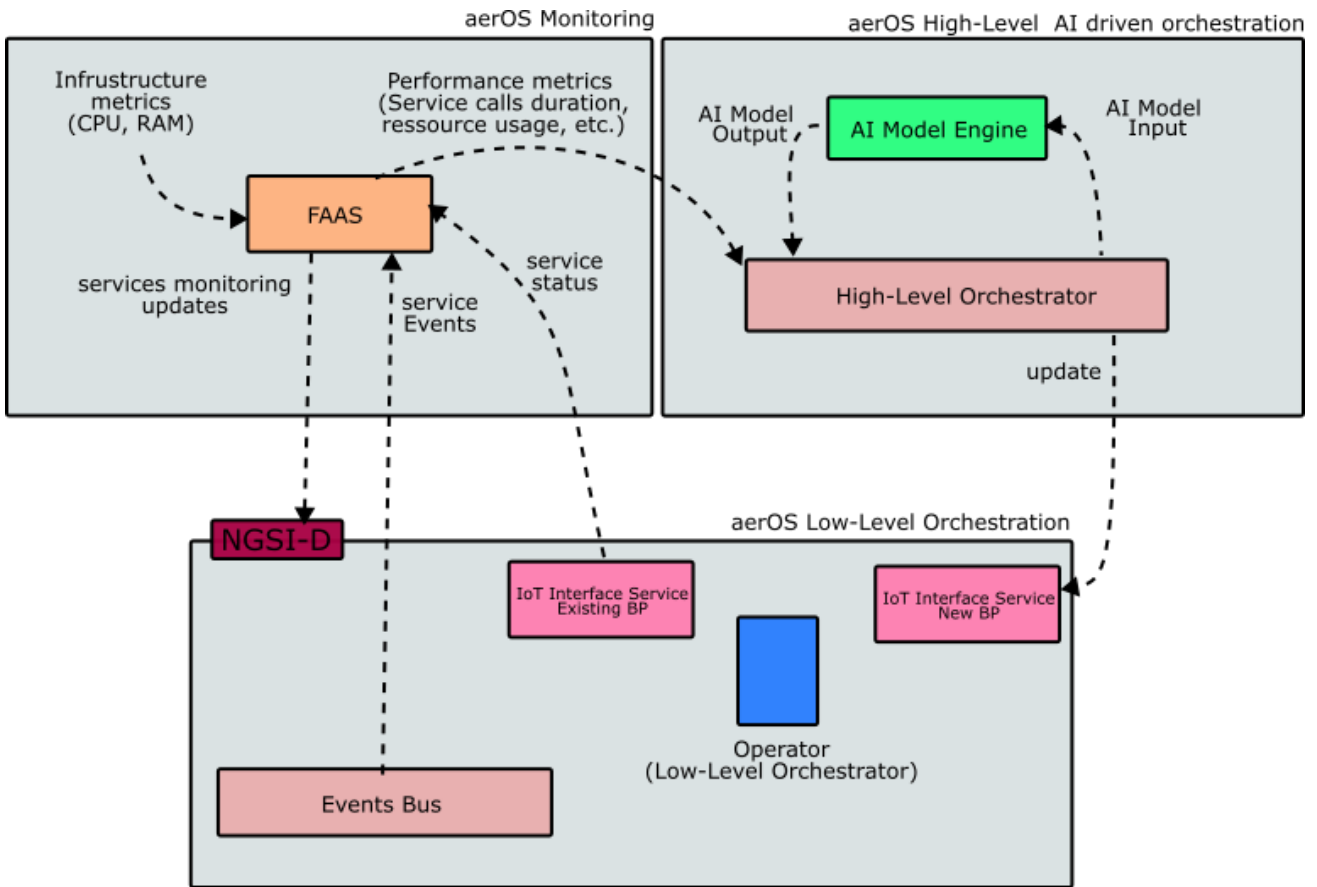 aerOS Monitoring
aerOS High-Level AI driven orchestration
Infrustructure
metrics
(CPU, RAM)
Performance metrics
(Service calls duration,
ressource usage, etc.)
AI Model
Output
AI Model Engine
AI Model
Input
FAAS
services monitoring
updates
service
Events
service
status
High-Level Orchestrator
update
aerOS Low-Level Orchestration
NGSI-D
IoT Interface Service
Existing BP
IoT Interface Service
New BP
Operator
(Low-Level Orchestrator)
Events Bus